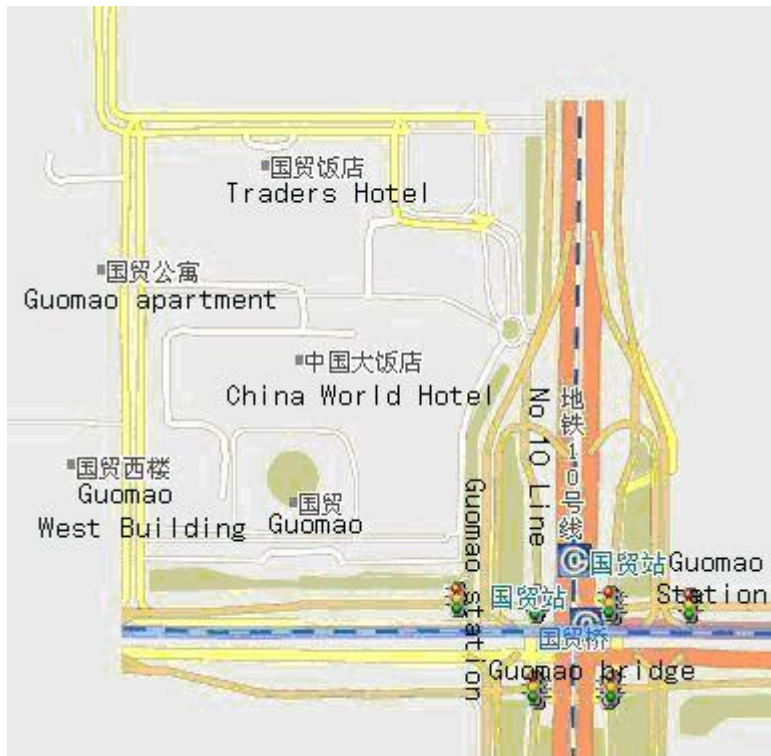 国贸饭店
Traders Hotel
国贸公寓
Guomao apartment
中国大饭店
China World Hotel
No 10 Line
地铁10号线
国贸西楼
Guomao
West Building
国贸
Guomao
Guomao station
国贸站
Guomao
Station
国贸站
国贸桥
Guomao bridge